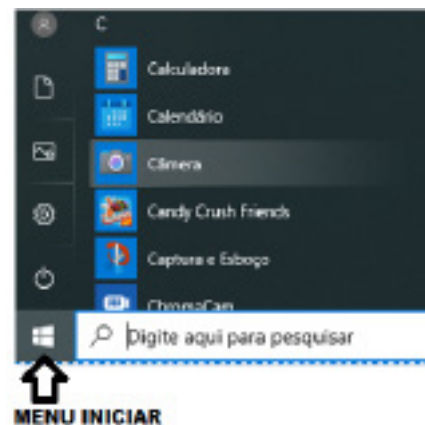 C
Calculadora
Calendário
Câmera
Candy Crush Friends
Captura e Esboço
ChromaCam
Digite aqui para pesquisar
MENU INICIAR